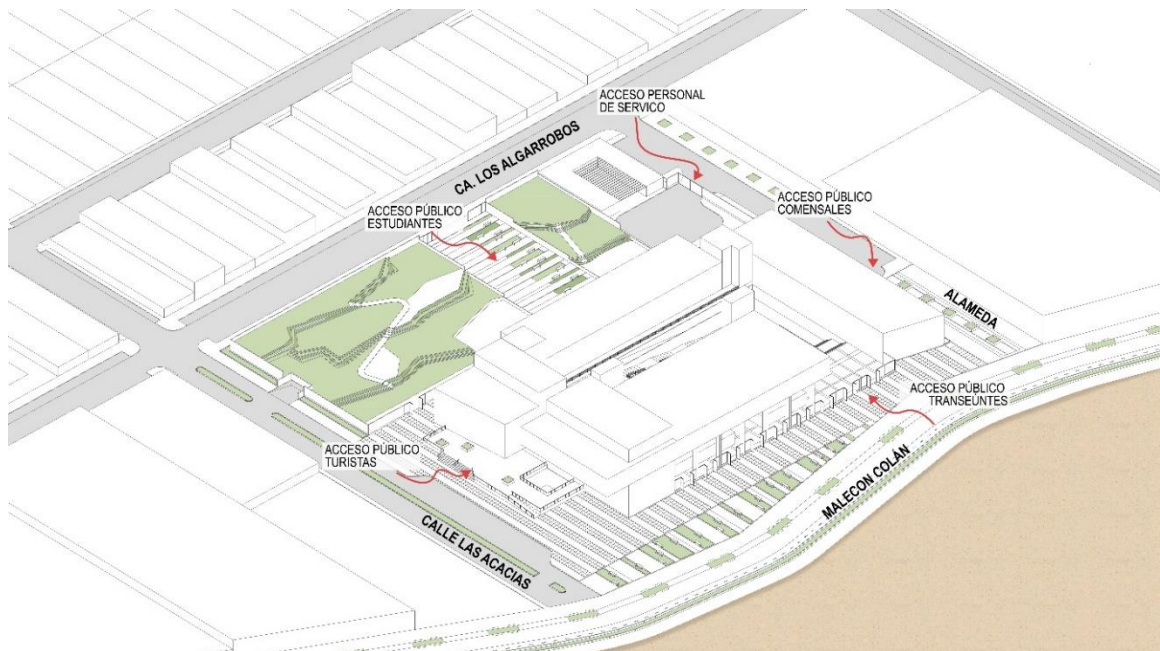 ACCESO PERSONAL
DE SERVICO
CA. LOS ALGARROBOS
ACCESO PÚBLICO
ESTUDIANTES
ACCESO PÚBLICO
COMENSALES
ALAMEDA
ACCESO PÚBLICO
TRANSEÚNTES
ACCESO PÚBLICO
TURISTAS
MALECON COLÁN
CALLE LAS ACACIAS